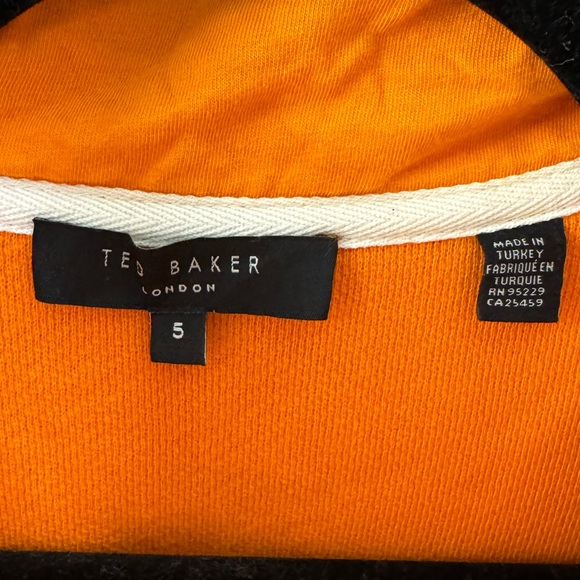 TED BAKER
LONDON
5
MADE IN
TURKEY
FABRIQUÉ EN
TURQUIE
RN 95229
CA25459